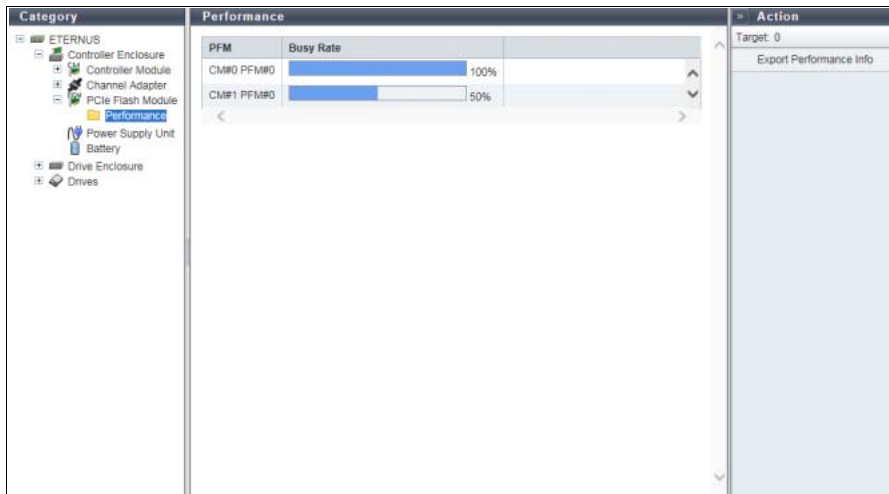 Category
ETERNUS
Controller Enclosure
Controller Module
Channel Adapter
PCIe Flash Module
Performance
Power Supply Unit
Battery
Drive Enclosure
Drives
Performance
PFM Busy Rate
CM#0 PFM#0 100%
CM#1 PFM#0 50%
» Action
Target: 0
Export Performance Info